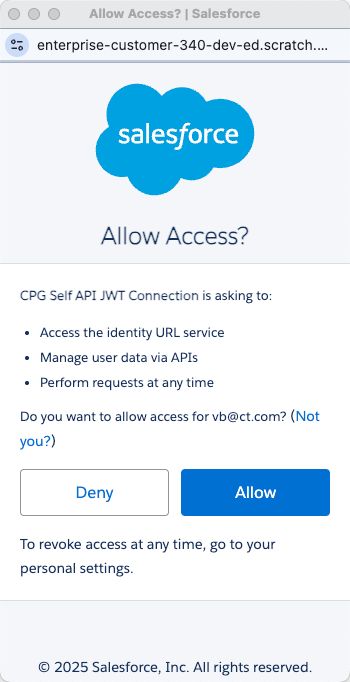 Allow Access? | Salesforce
enterprise-customer-340-dev-ed.scratch....
salesforce
Allow Access?
CPG Self API JWT Connection is asking to:
• Access the identity URL service
• Manage user data via APIs
• Perform requests at any time
Do you want to allow access for vb@ct.com? (Not
you?)
Deny
Allow
To revoke access at any time, go to your
personal settings.
© 2025 Salesforce, Inc. All rights reserved.